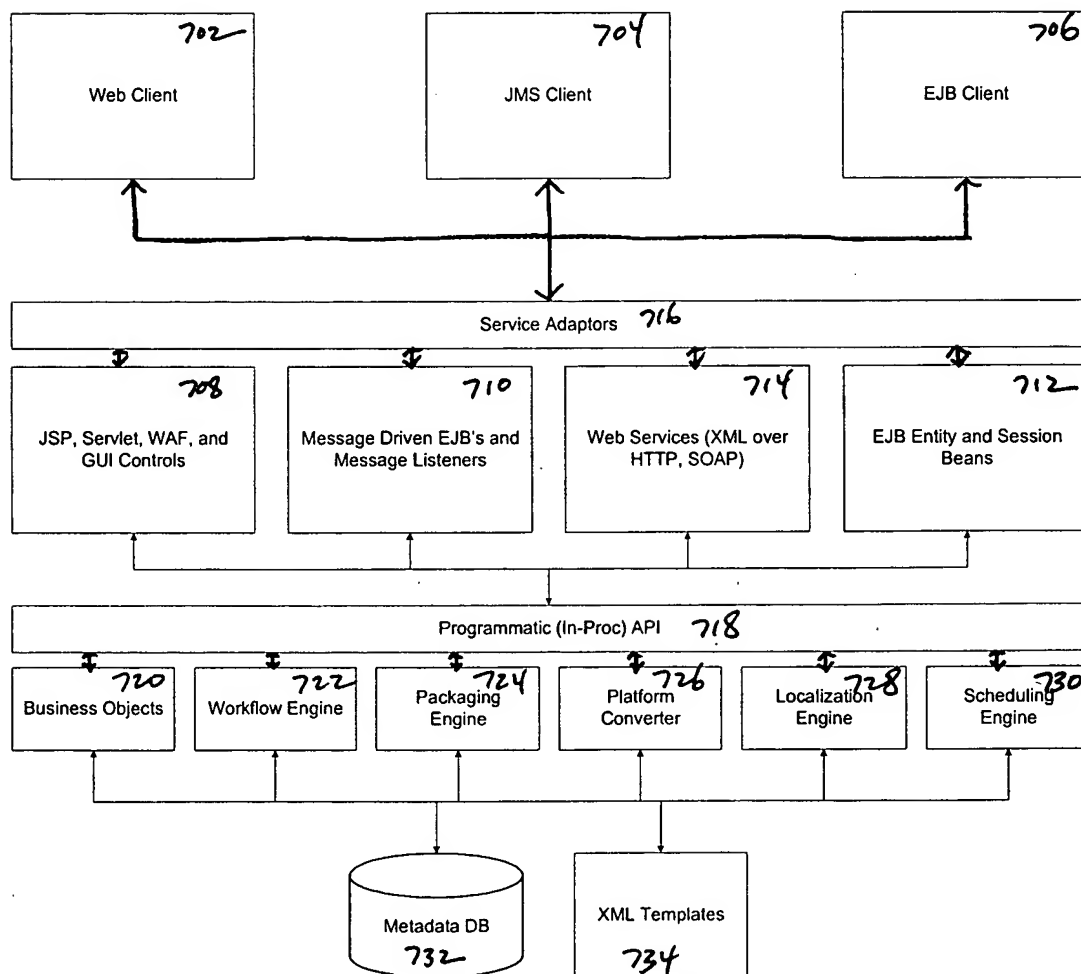 702
Web Client
704
JMS Client
706
EJB Client
Service Adaptors 716
708
JSP, Servlet, WAF, and
GUI Controls
710
Message Driven EJB's and
Message Listeners
714
Web Services (XML over
HTTP, SOAP)
712
EJB Entity and Session
Beans
Programmatic (In-Proc) API 718
720
Business Objects
722
Workflow Engine
724
Packaging
Engine
726
Platform
Converter
728
Localization
Engine
730
Scheduling
Engine
Metadata DB
732
XML Templates
734